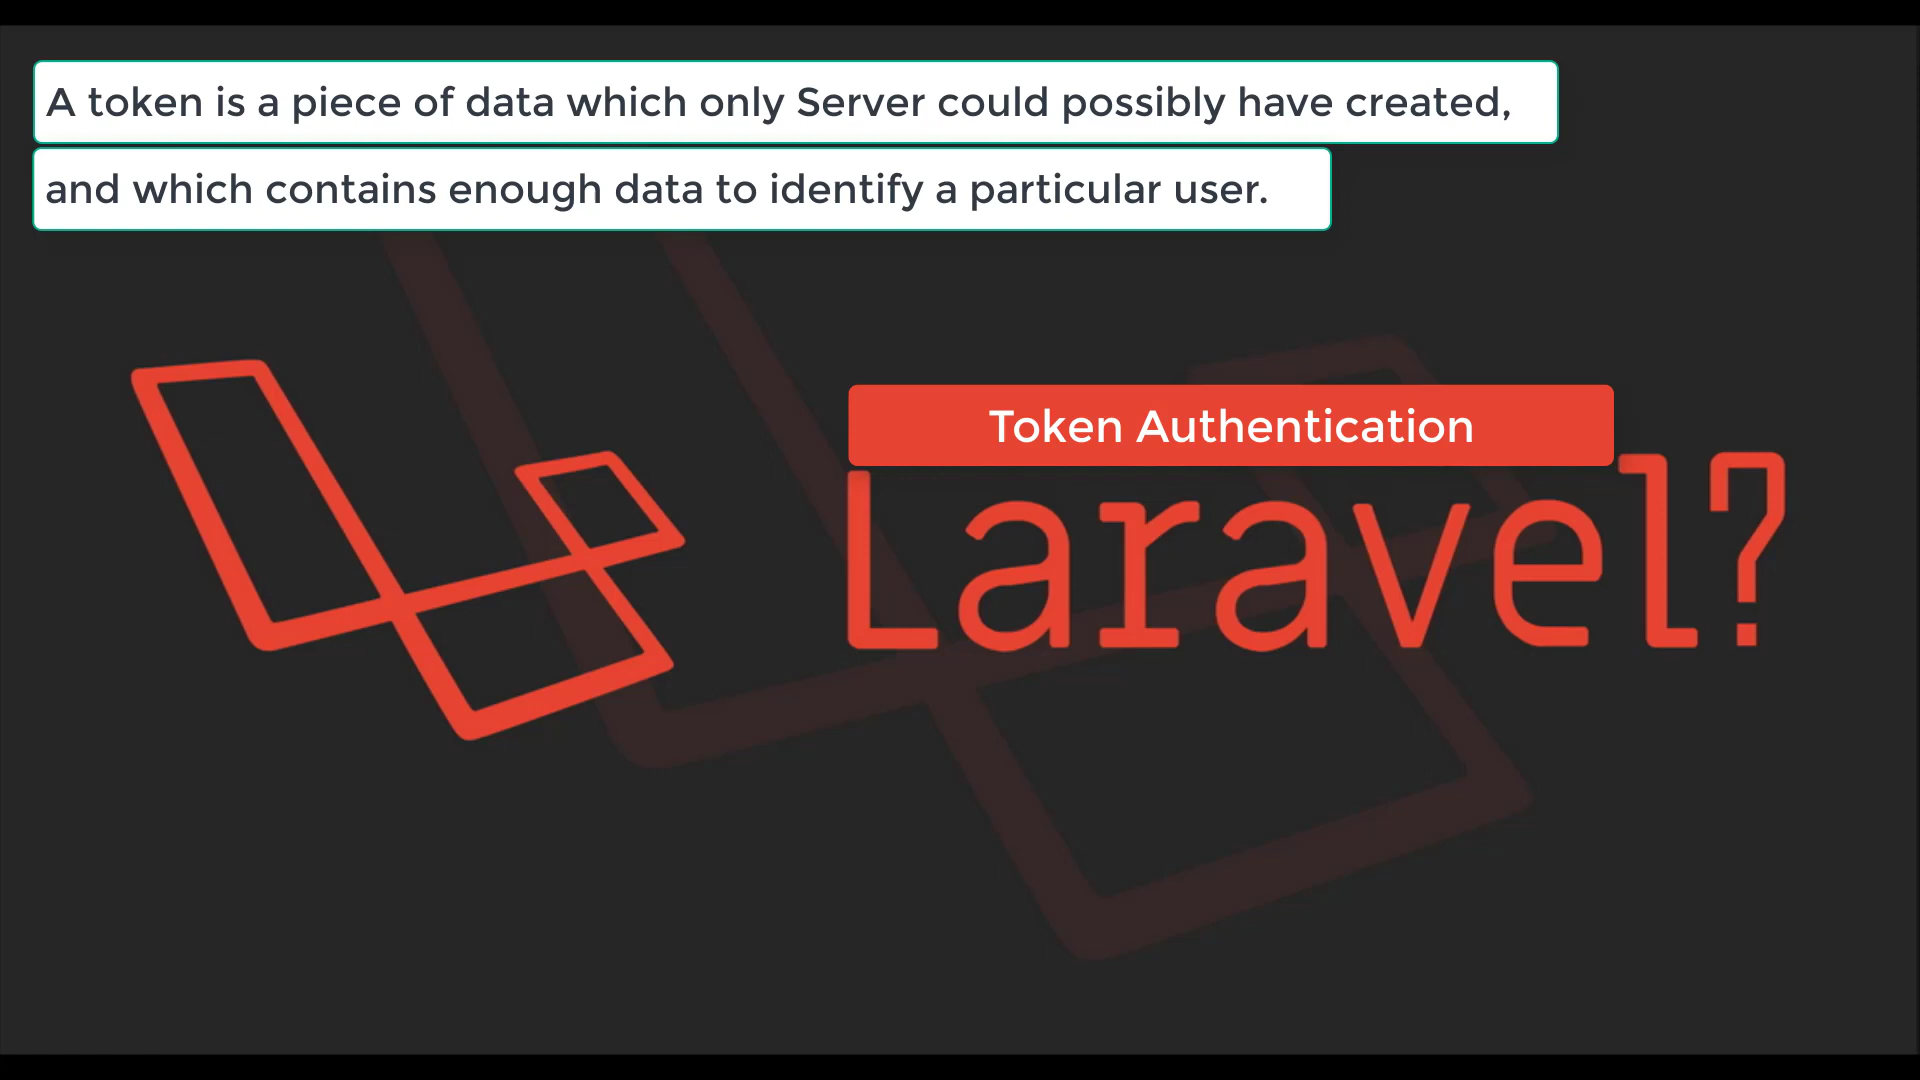 A token is a piece of data which only Server could possibly have created,
and which contains enough data to identify a particular user.
Token Authentication
Laravel?